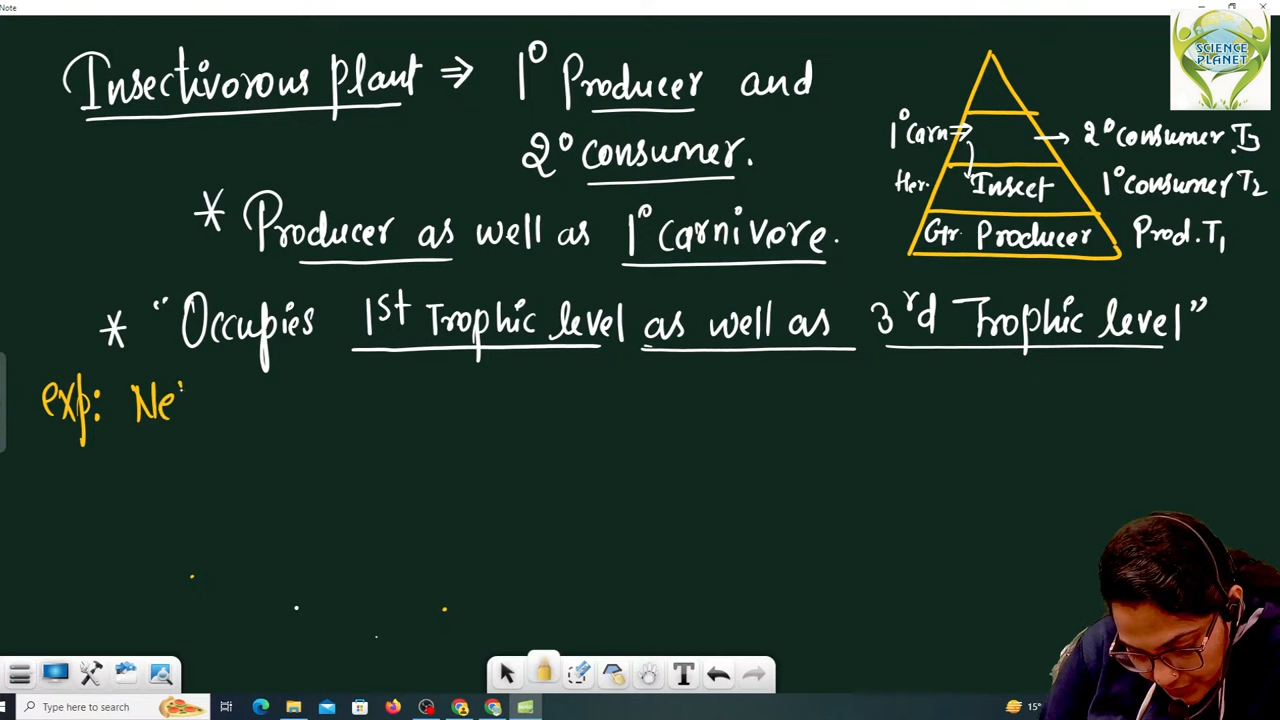 Note
SCIENCE
PLANET
Insectivorous plant ⇒ 1° Producer and
2° consumer.
* Producer as well as 1° Carnivore.
* "Occupies 1st Trophic level as well as 3rd Trophic level"
exp: Ne
1° Carn ⇒ → 2° consumer T3
Her. Insect 1° Consumer T2
Gr. Producer Prod. T1
Type here to search
15°